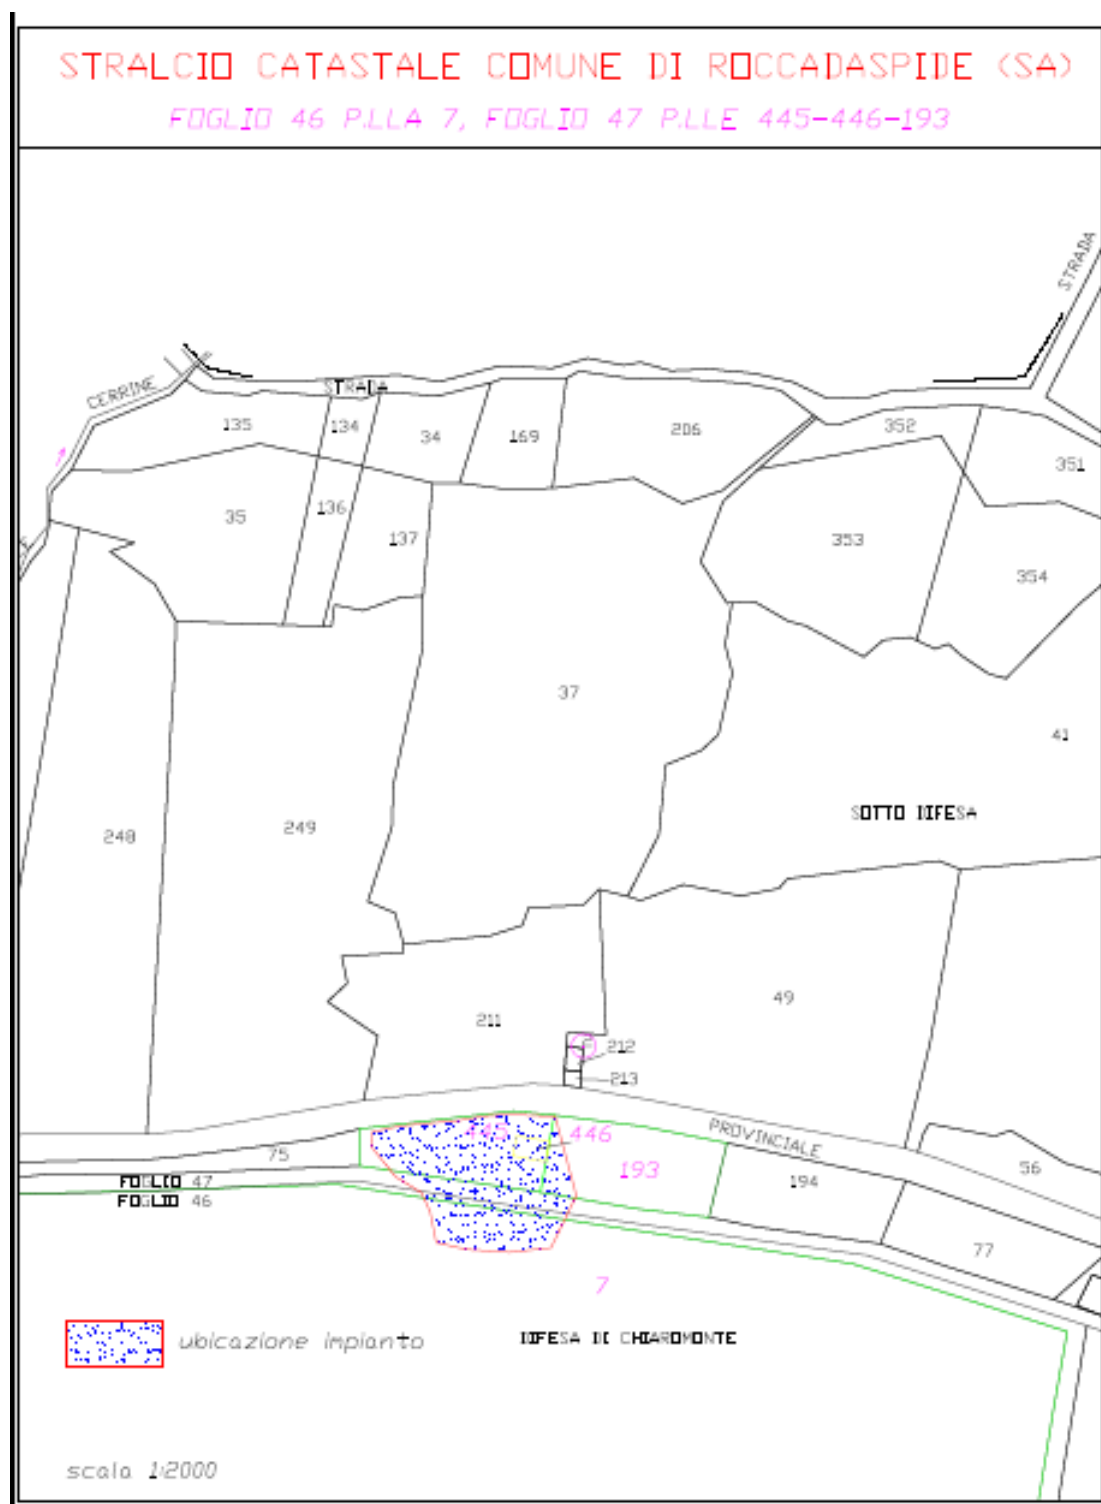 STRALCIO CATASTALE COMUNE DI ROCCADASPIDE (SA)
FOGLIO 46 P.LLA 7, FOGLIO 47 P.LLE 445-446-193
STRADA
CERRINE
STRADA
135
134
34
169
206
352
351
35
136
137
353
354
37
41
SOTTO DIFESA
248
249
49
211
212
213
445
446
PROVINCIALE
75
193
194
56
FOGLIO 47
FOGLIO 46
77
7
ubicazione impianto
DIFESA DI CHIAROMONTE
scala 1:2000